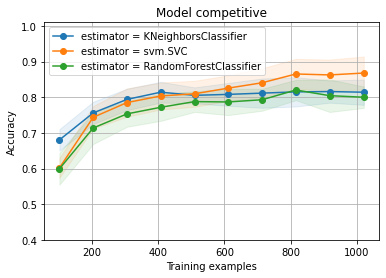 Model competitive
estimator = KNeighborsClassifier
estimator = svm.SVC
estimator = RandomForestClassifier
1.0
0.9
0.8
0.7
0.6
0.5
0.4
Accuracy
200
400
600
800
1000
Training examples